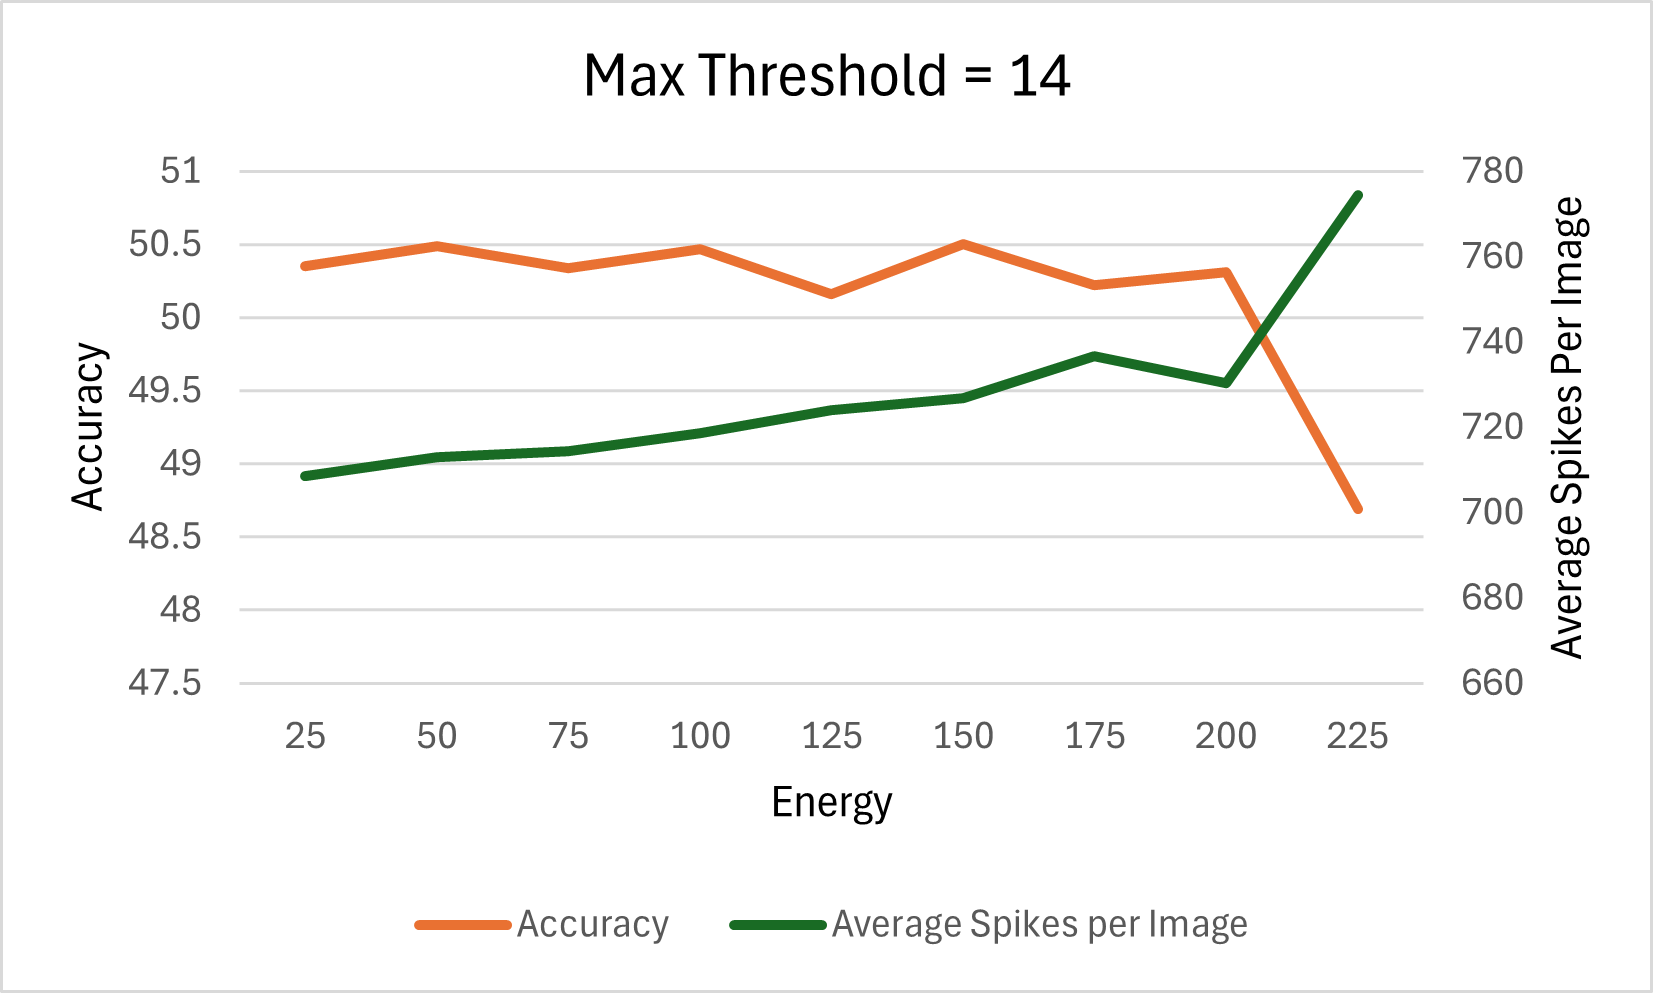 Max Threshold = 14
51
50.5
50
49.5
49
48.5
48
47.5
Accuracy
780
760
740
720
700
680
660
Average Spikes Per Image
25 50 75 100 125 150 175 200 225
Energy
Accuracy Average Spikes per Image